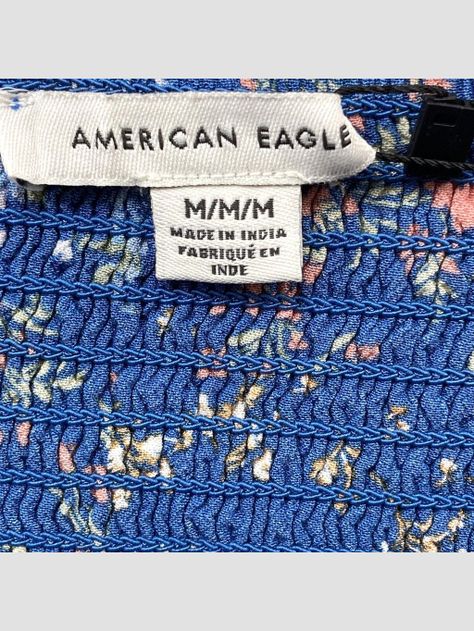 AMERICAN EAGLE
M/M/M
MADE IN INDIA
FABRIQUÉ EN
INDE